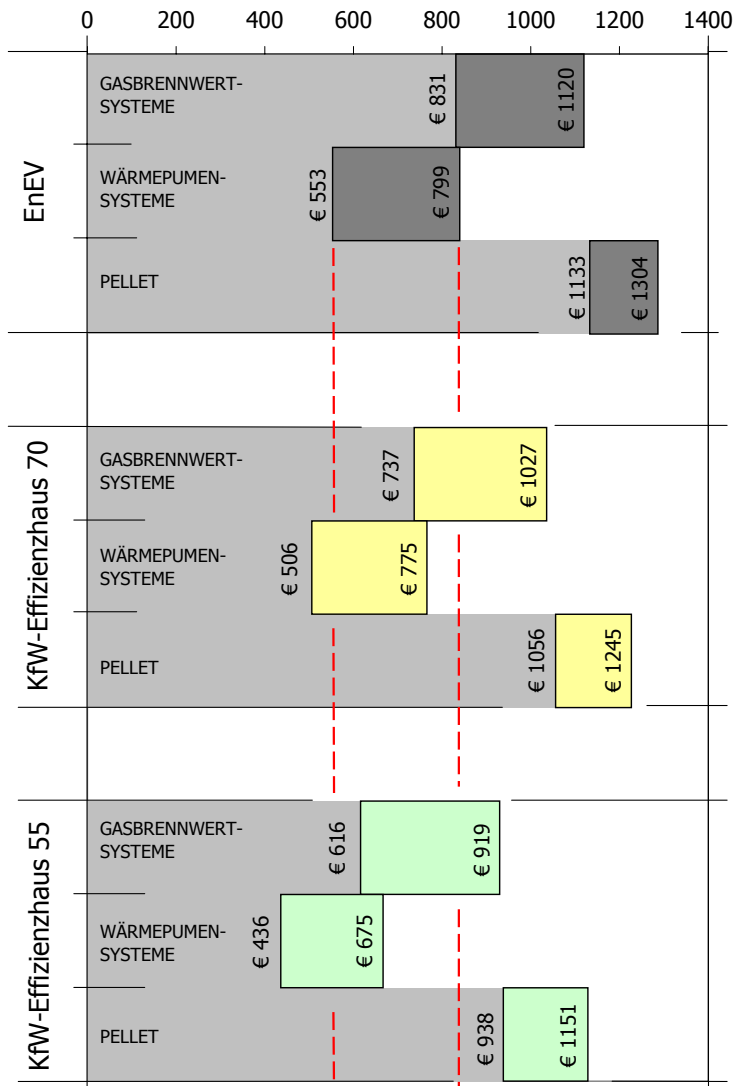 0 200 400 600 800 1000 1200 1400
EnEV
GASBRENNWERT-
SYSTEME
€ 831
€ 1120
WÄRMEPUMEN-
SYSTEME
€ 553
€ 799
PELLET
€ 1133
€ 1304
KfW-Effizienzhaus 70
GASBRENNWERT-
SYSTEME
€ 737
€ 1027
WÄRMEPUMEN-
SYSTEME
€ 506
€ 775
PELLET
€ 1056
€ 1245
KfW-Effizienzhaus 55
GASBRENNWERT-
SYSTEME
€ 616
€ 919
WÄRMEPUMEN-
SYSTEME
€ 436
€ 675
PELLET
€ 938
€ 1151